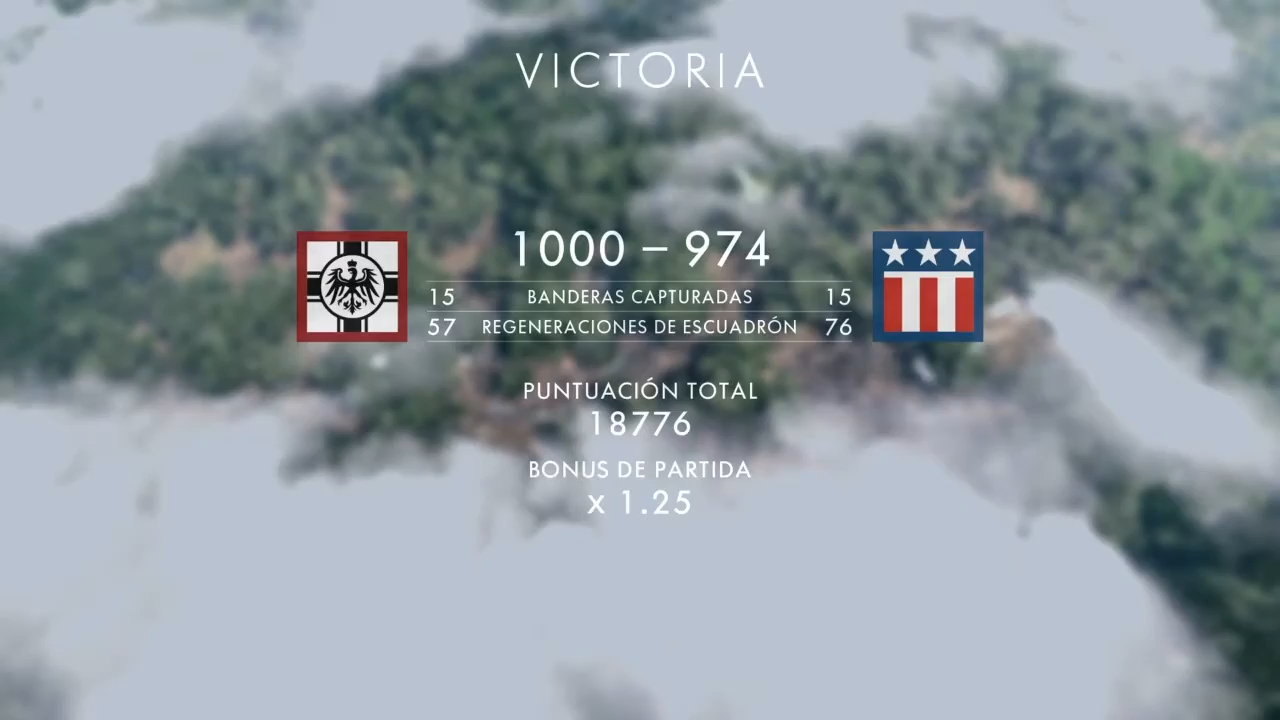 VICTORIA
1000 – 974
15 BANDERAS CAPTURADAS 15
57 REGENERACIONES DE ESCUADRÓN 76
PUNTUACIÓN TOTAL
18776
BONUS DE PARTIDA
x 1.25